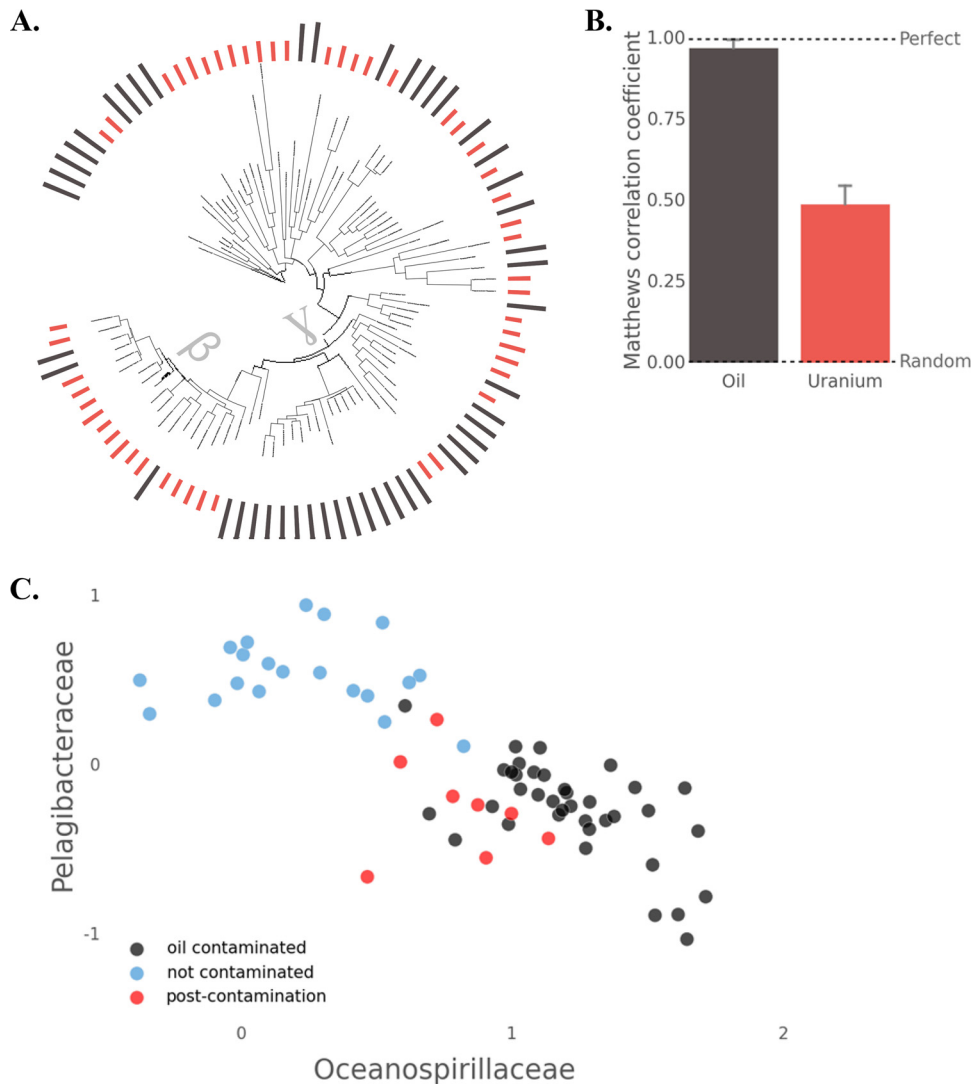 A.
γ
β
B.
Matthews correlation coefficient
1.00
0.75
0.50
0.25
0.00
Perfect
Random
Oil
Uranium
C.
Pelagibacteraceae
1
0
-1
oil contaminated
not contaminated
post-contamination
0
1
2
Oceanospirillaceae